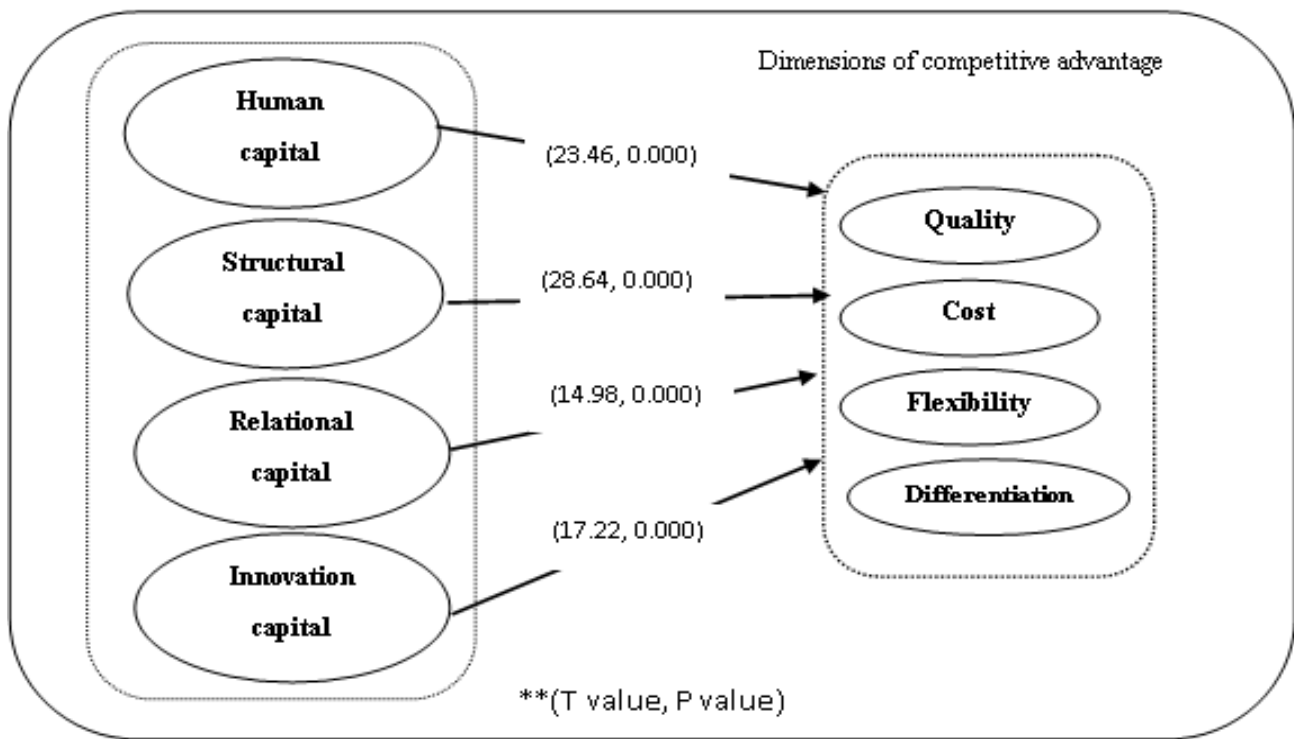 Dimensions of competitive advantage
Human
capital
(23.46, 0.000)
Quality
Structural
capital
(28.64, 0.000)
Cost
Relational
capital
(14.98, 0.000)
Flexibility
Differentiation
Innovation
capital
(17.22, 0.000)
**(T value, P value)